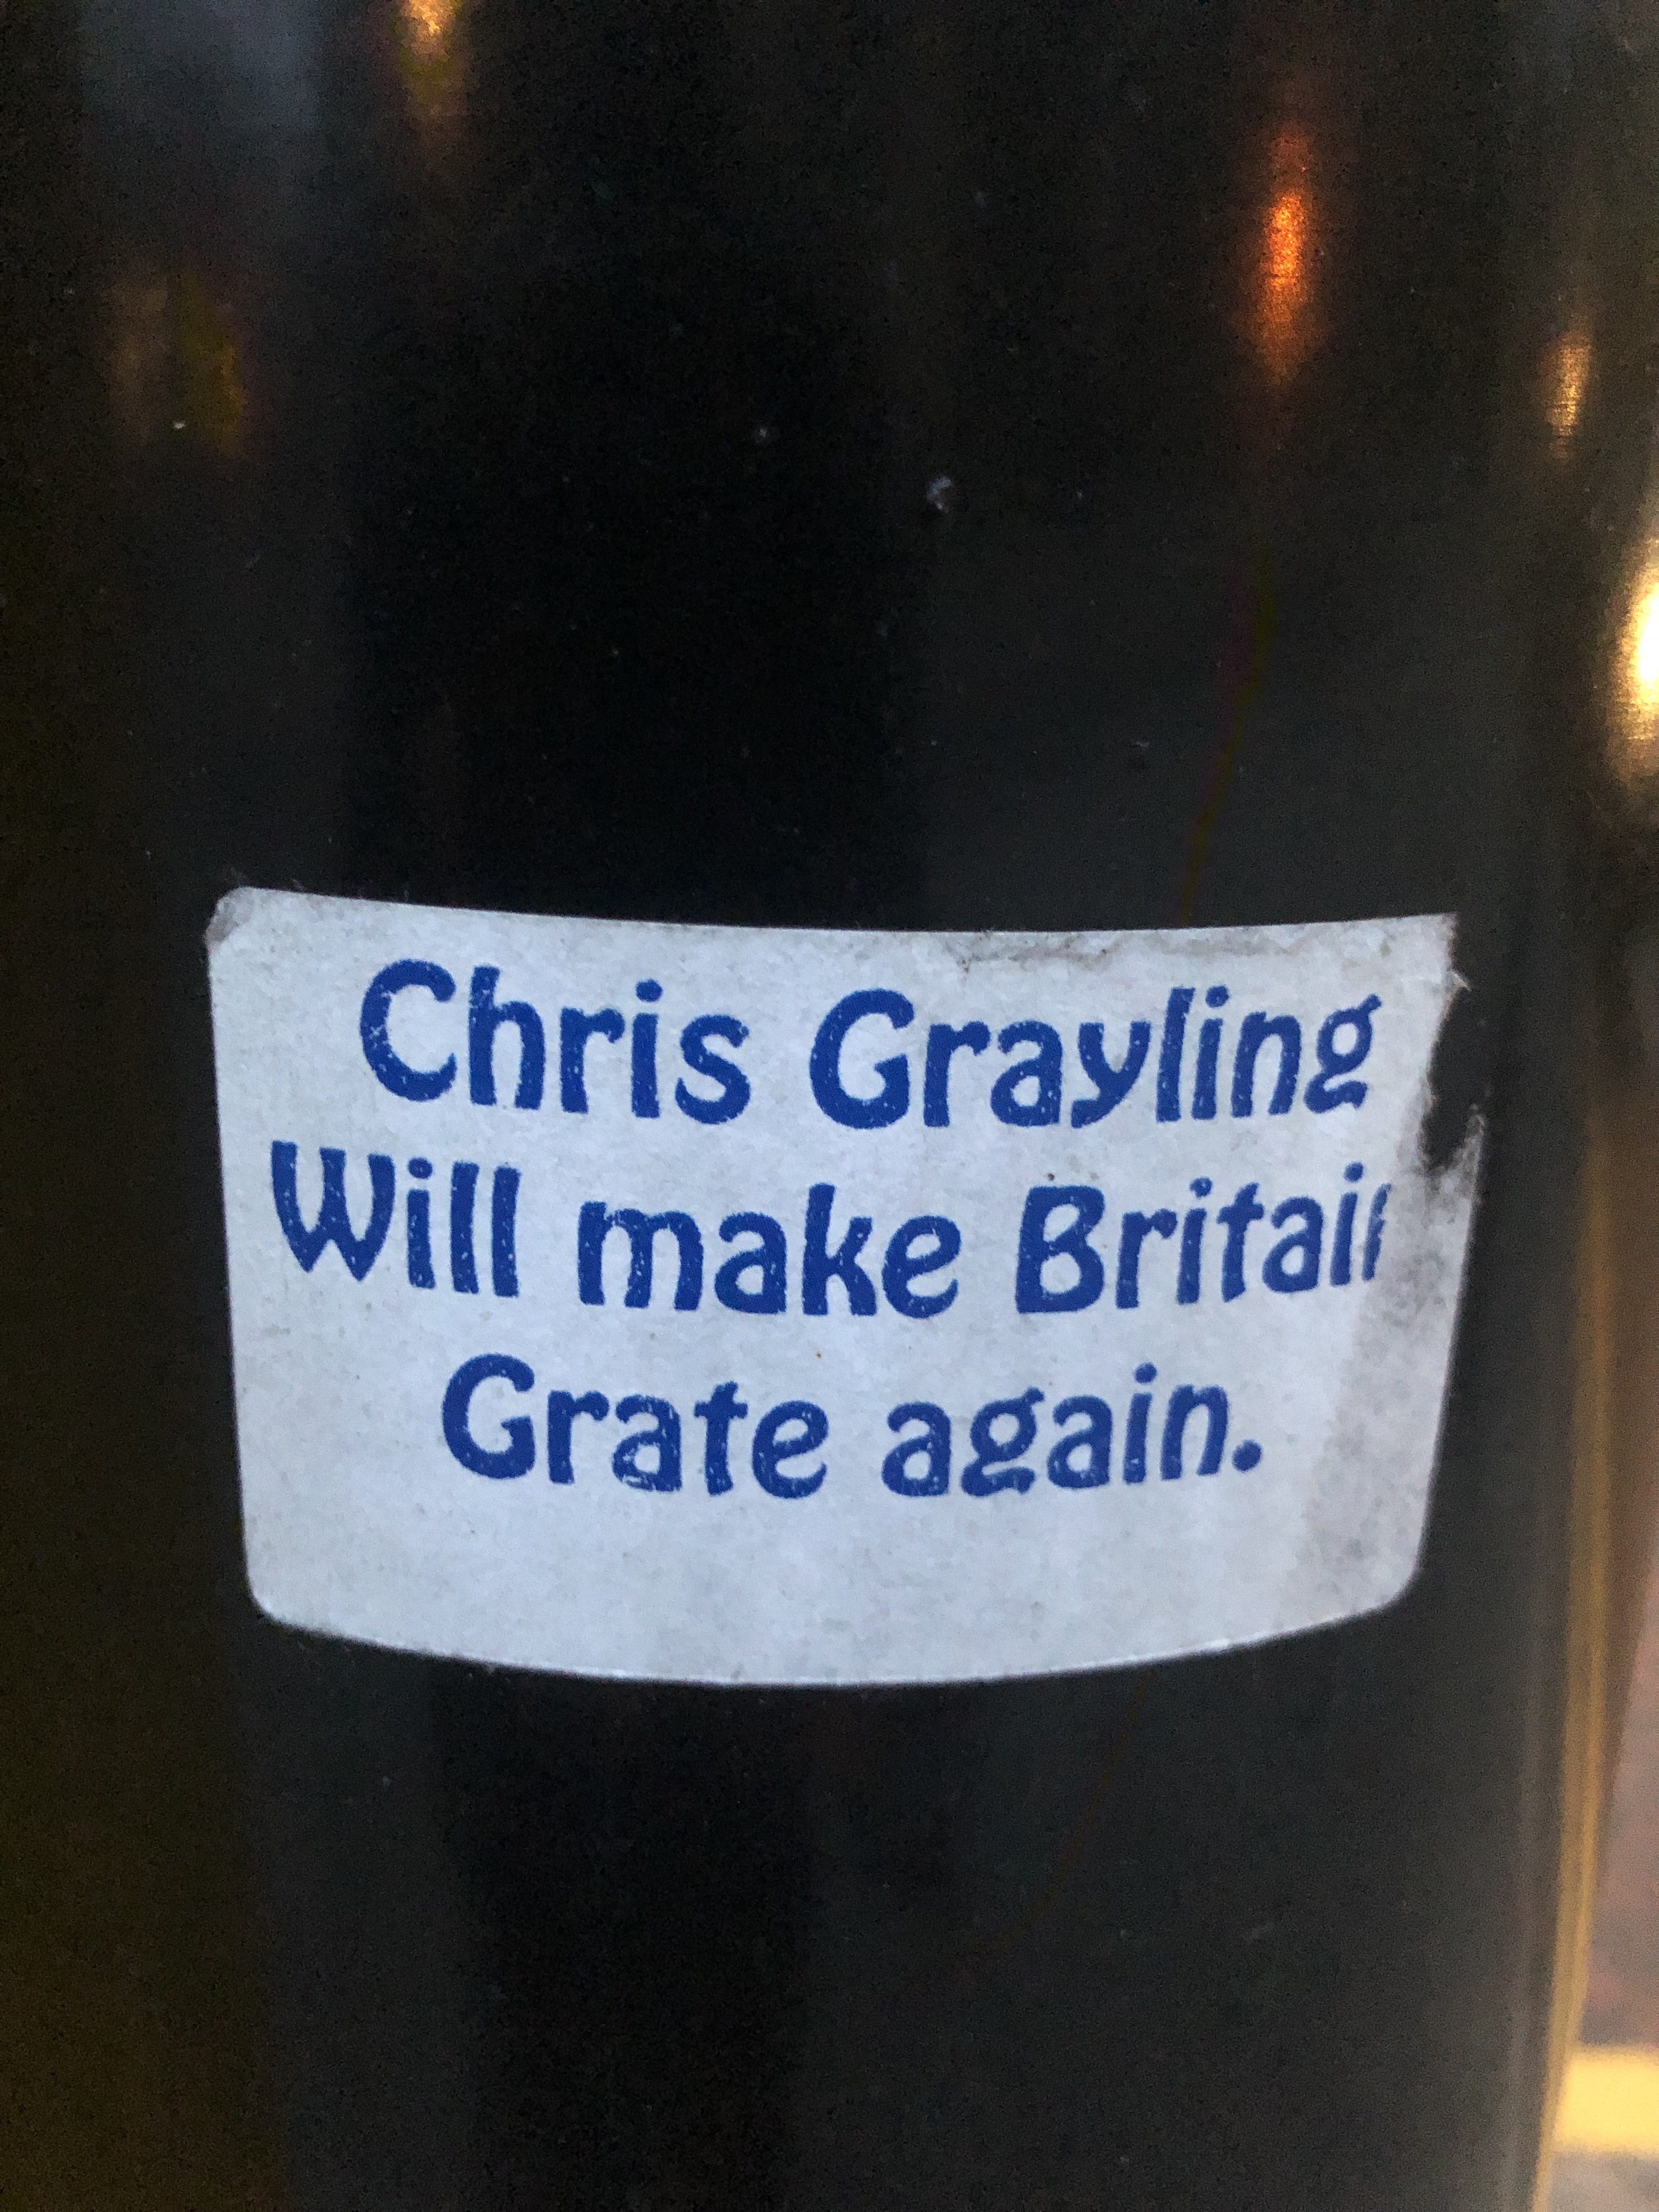 Chris Grayling
Will make Britain
Grate again.